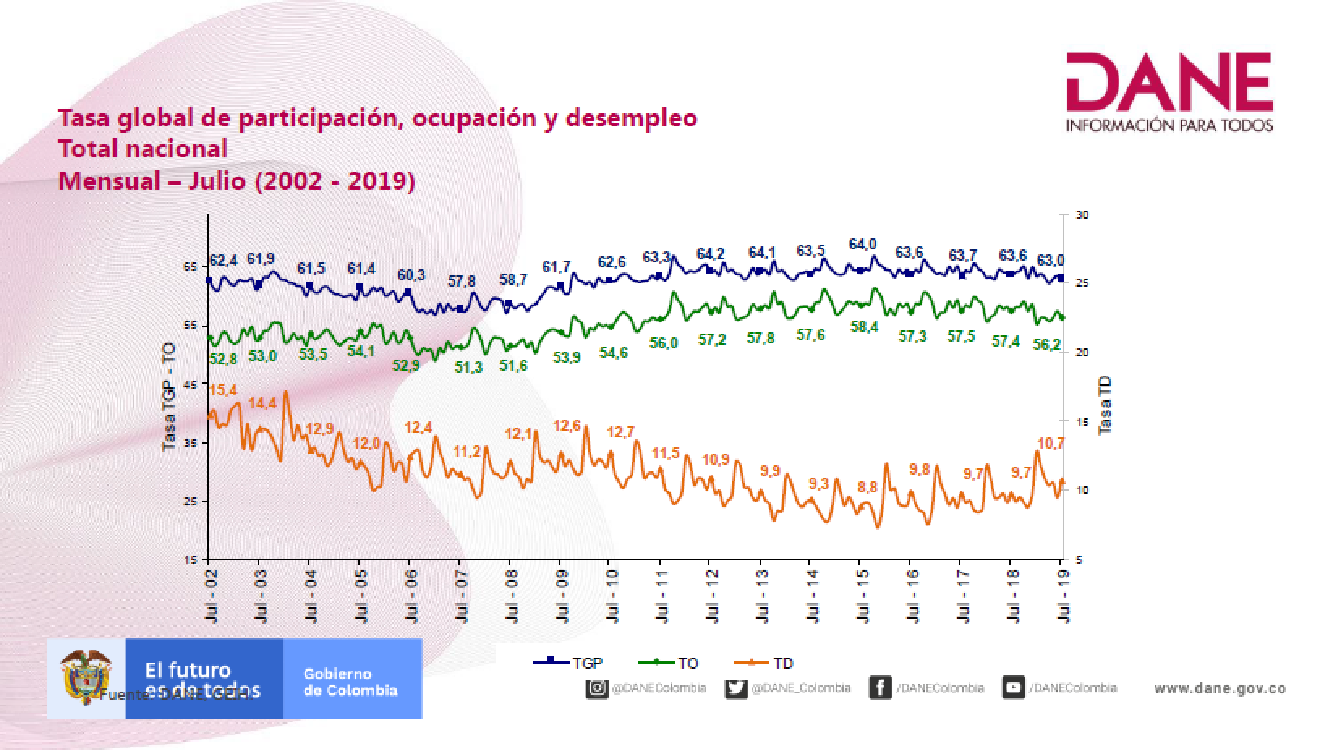 DANE
INFORMACIÓN PARA TODOS
Tasa global de participación, ocupación y desempleo
Total nacional
Mensual – Julio (2002 - 2019)
30
62,4 61,9 61,5 61,4 60,3 57,8 58,7 61,7 62,6 63,3 64,2 64,1 63,5 64,0 63,6 63,7 63,6 63,0
65
25
55
52,8 53,0 53,5 54,1 52,9 51,3 51,6 53,9 54,6 56,0 57,2 57,8 57,6 58,4 57,3 57,5 57,4 56,2
20
Tasa TGP - TO
45
Tasa TD
15,4 14,4 12,9 12,0 12,4 11,2 12,1 12,6 12,7 11,5 10,9 9,9 9,3 8,8 9,8 9,7 9,7 10,7
15
35
10
25
15
5
Jul - 02 Jul - 03 Jul - 04 Jul - 05 Jul - 06 Jul - 07 Jul - 08 Jul - 09 Jul - 10 Jul - 11 Jul - 12 Jul - 13 Jul - 14 Jul - 15 Jul - 16 Jul - 17 Jul - 18 Jul - 19
TGP TO TD
El futuro
es de todos
Gobierno
de Colombia
Fuente: DANE, GEIH
@DANEColombia @DANE_Colombia /DANEColombia /DANEColombia www.dane.gov.co